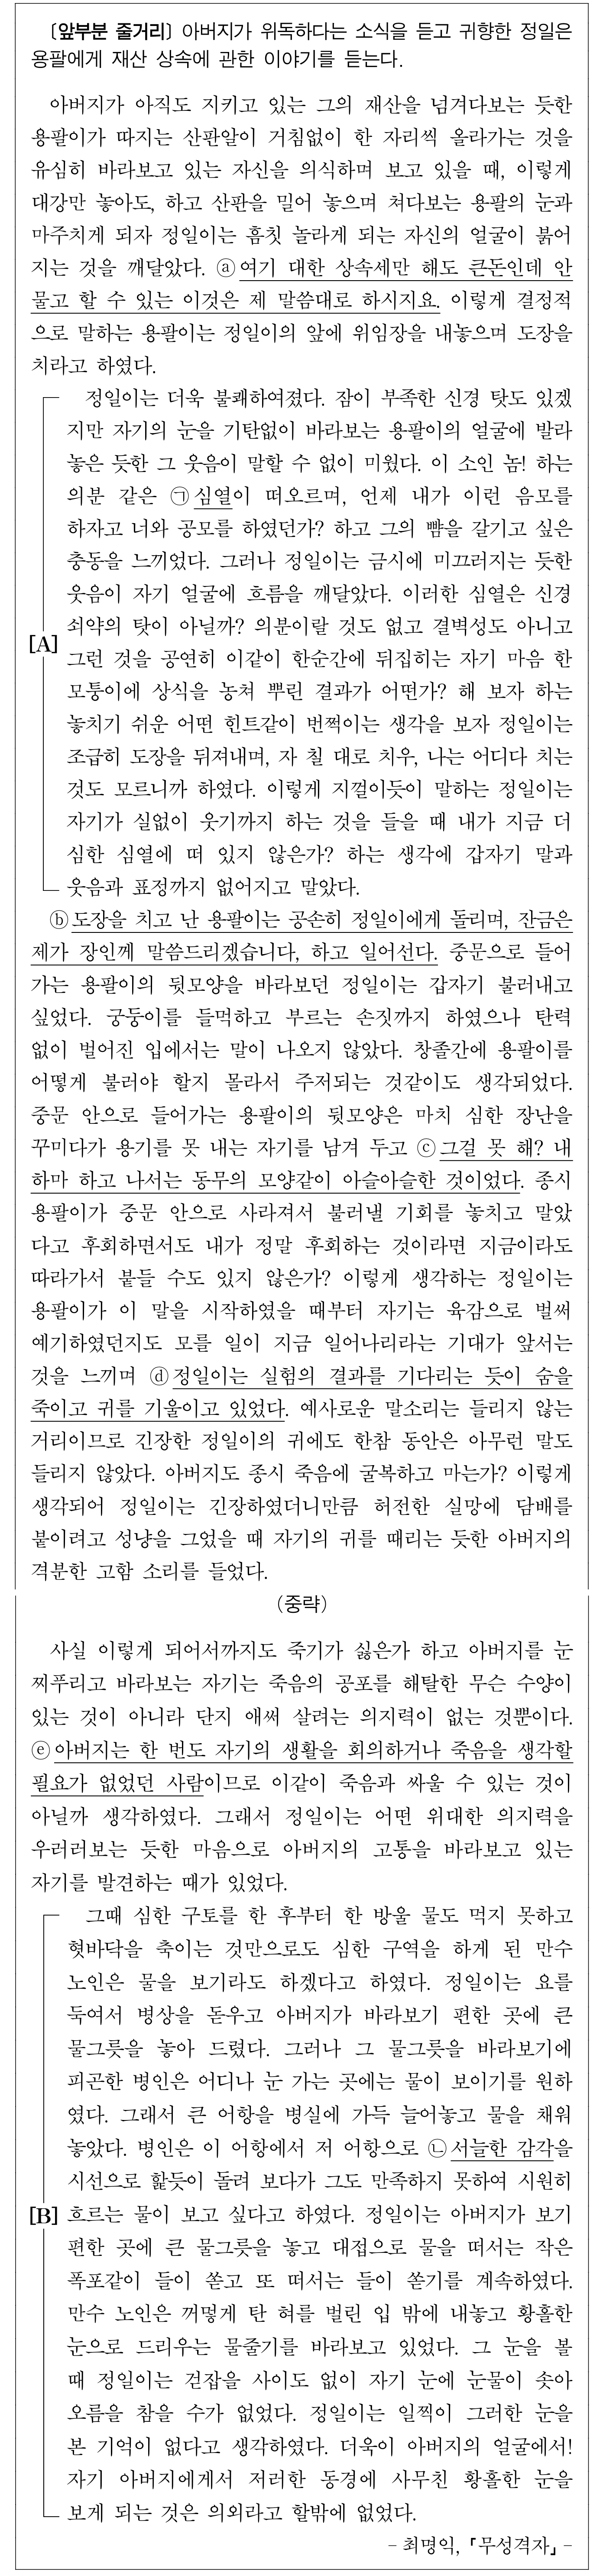 〔앞부분 줄거리〕 아버지가 위독하다는 소식을 듣고 귀향한 정일은
용팔에게 재산 상속에 관한 이야기를 듣는다.
아버지가 아직도 지키고 있는 그의 재산을 넘겨다보는 듯한
용팔이가 따지는 산판알이 거침없이 한 자리씩 올라가는 것을
유심히 바라보고 있는 자신을 의식하며 보고 있을 때, 이렇게
대강만 놓아도, 하고 산판을 밀어 놓으며 쳐다보는 용팔의 눈과
마주치게 되자 정일이는 흠칫 놀라게 되는 자신의 얼굴이 붉어
지는 것을 깨달았다. ⓐ여기 대한 상속세만 해도 큰돈인데 안
물고 할 수 있는 이것은 제 말씀대로 하시지요. 이렇게 결정적
으로 말하는 용팔이는 정일이의 앞에 위임장을 내놓으며 도장을
치라고 하였다.
정일이는 더욱 불쾌하여졌다. 잠이 부족한 신경 탓도 있겠
지만 자기의 눈을 기탄없이 바라보는 용팔이의 얼굴에 발라
놓은 듯한 그 웃음이 말할 수 없이 미웠다. 이 소인 놈! 하는
의분 같은 ㉠심열이 떠오르며, 언제 내가 이런 음모를
하자고 너와 공모를 하였던가? 하고 그의 뺨을 갈기고 싶은
충동을 느끼었다. 그러나 정일이는 금시에 미끄러지는 듯한
웃음이 자기 얼굴에 흐름을 깨달았다. 이러한 심열은 신경
쇠약의 탓이 아닐까? 의분이랄 것도 없고 결벽성도 아니고
[A] 그런 것을 공연히 이같이 한순간에 뒤집히는 자기 마음 한
모퉁이에 상식을 놓쳐 뿌린 결과가 어떤가? 해 보자 하는
놓치기 쉬운 어떤 힌트같이 번쩍이는 생각을 보자 정일이는
조급히 도장을 뒤져내며, 자 칠 대로 치우, 나는 어디다 치는
것도 모르니까 하였다. 이렇게 지껄이듯이 말하는 정일이는
자기가 실없이 웃기까지 하는 것을 들을 때 내가 지금 더
심한 심열에 떠 있지 않은가? 하는 생각에 갑자기 말과
웃음과 표정까지 없어지고 말았다.
ⓑ도장을 치고 난 용팔이는 공손히 정일이에게 돌리며, 잔금은
제가 장인께 말씀드리겠습니다, 하고 일어선다. 중문으로 들어
가는 용팔이의 뒷모양을 바라보던 정일이는 갑자기 불러내고
싶었다. 궁둥이를 들먹하고 부르는 손짓까지 하였으나 탄력
없이 벌어진 입에서는 말이 나오지 않았다. 창졸간에 용팔이를
어떻게 불러야 할지 몰라서 주저되는 것같이도 생각되었다.
중문 안으로 들어가는 용팔이의 뒷모양은 마치 심한 장난을
꾸미다가 용기를 못 내는 자기를 남겨 두고 ⓒ그걸 못 해? 내
하마 하고 나서는 동무의 모양같이 아슬아슬한 것이었다. 종시
용팔이가 중문 안으로 사라져서 불러낼 기회를 놓치고 말았
다고 후회하면서도 내가 정말 후회하는 것이라면 지금이라도
따라가서 붙들 수도 있지 않은가? 이렇게 생각하는 정일이는
용팔이가 이 말을 시작하였을 때부터 자기는 육감으로 벌써
예기하였던지도 모를 일이 지금 일어나리라는 기대가 앞서는
것을 느끼며 ⓓ정일이는 실험의 결과를 기다리는 듯이 숨을
죽이고 귀를 기울이고 있었다. 예사로운 말소리는 들리지 않는
거리이므로 긴장한 정일이의 귀에도 한참 동안은 아무런 말도
들리지 않았다. 아버지도 종시 죽음에 굴복하고 마는가? 이렇게
생각되어 정일이는 긴장하였더니만큼 허전한 실망에 담배를
붙이려고 성냥을 그었을 때 자기의 귀를 때리는 듯한 아버지의
격분한 고함 소리를 들었다.
(중략)
사실 이렇게 되어서까지도 죽기가 싫은가 하고 아버지를 눈
찌푸리고 바라보는 자기는 죽음의 공포를 해탈한 무슨 수양이
있는 것이 아니라 단지 애써 살려는 의지력이 없는 것뿐이다.
ⓔ아버지는 한 번도 자기의 생활을 회의하거나 죽음을 생각할
필요가 없었던 사람이므로 이같이 죽음과 싸울 수 있는 것이
아닐까 생각하였다. 그래서 정일이는 어떤 위대한 의지력을
우러러보는 듯한 마음으로 아버지의 고통을 바라보고 있는
자기를 발견하는 때가 있었다.
그때 심한 구토를 한 후부터 한 방울 물도 먹지 못하고
혓바닥을 축이는 것만으로도 심한 구역을 하게 된 만수
노인은 물을 보기라도 하겠다고 하였다. 정일이는 요를
둑여서 병상을 돋우고 아버지가 바라보기 편한 곳에 큰
물그릇을 놓아 드렸다. 그러나 그 물그릇을 바라보기에
피곤한 병인은 어디나 눈 가는 곳에는 물이 보이기를 원하
였다. 그래서 큰 어항을 병실에 가득 늘어놓고 물을 채워
놓았다. 병인은 이 어항에서 저 어항으로 ㉡서늘한 감각을
시선으로 핥듯이 돌려 보다가 그도 만족하지 못하여 시원히
[B] 흐르는 물이 보고 싶다고 하였다. 정일이는 아버지가 보기
편한 곳에 큰 물그릇을 놓고 대접으로 물을 떠서는 작은
폭포같이 들이 쏟고 또 떠서는 들이 쏟기를 계속하였다.
만수 노인은 꺼멓게 탄 혀를 벌린 입 밖에 내놓고 황홀한
눈으로 드리우는 물줄기를 바라보고 있었다. 그 눈을 볼
때 정일이는 걷잡을 사이도 없이 자기 눈에 눈물이 솟아
오름을 참을 수가 없었다. 정일이는 일찍이 그러한 눈을
본 기억이 없다고 생각하였다. 더욱이 아버지의 얼굴에서!
자기 아버지에게서 저러한 동경에 사무친 황홀한 눈을
보게 되는 것은 의외라고 할밖에 없었다.
- 최명익, 「무성격자」 -